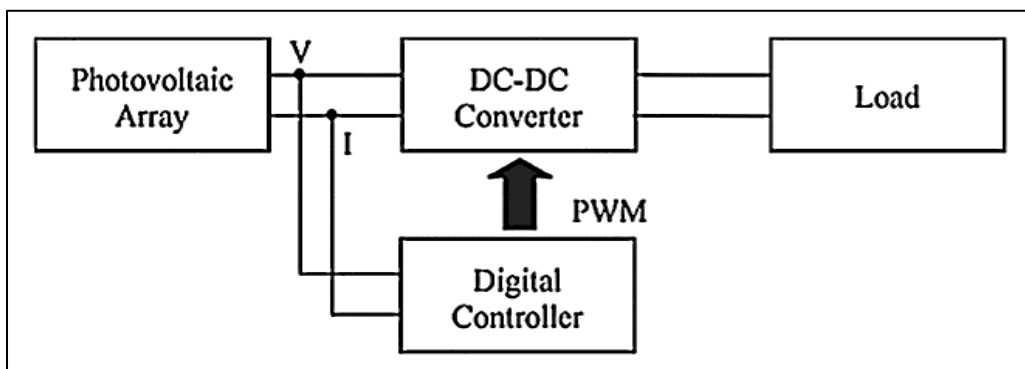 V
Photovoltaic
Array
I
DC-DC
Converter
Load
PWM
Digital
Controller